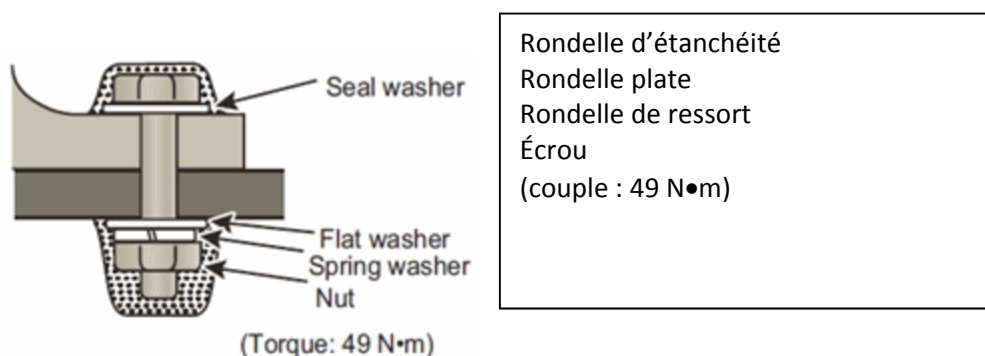 Seal washer
Flat washer
Spring washer
Nut
(Torque: 49 N•m)
Rondelle d’étanchéité
Rondelle plate
Rondelle de ressort
Écrou
(couple : 49 N●m)